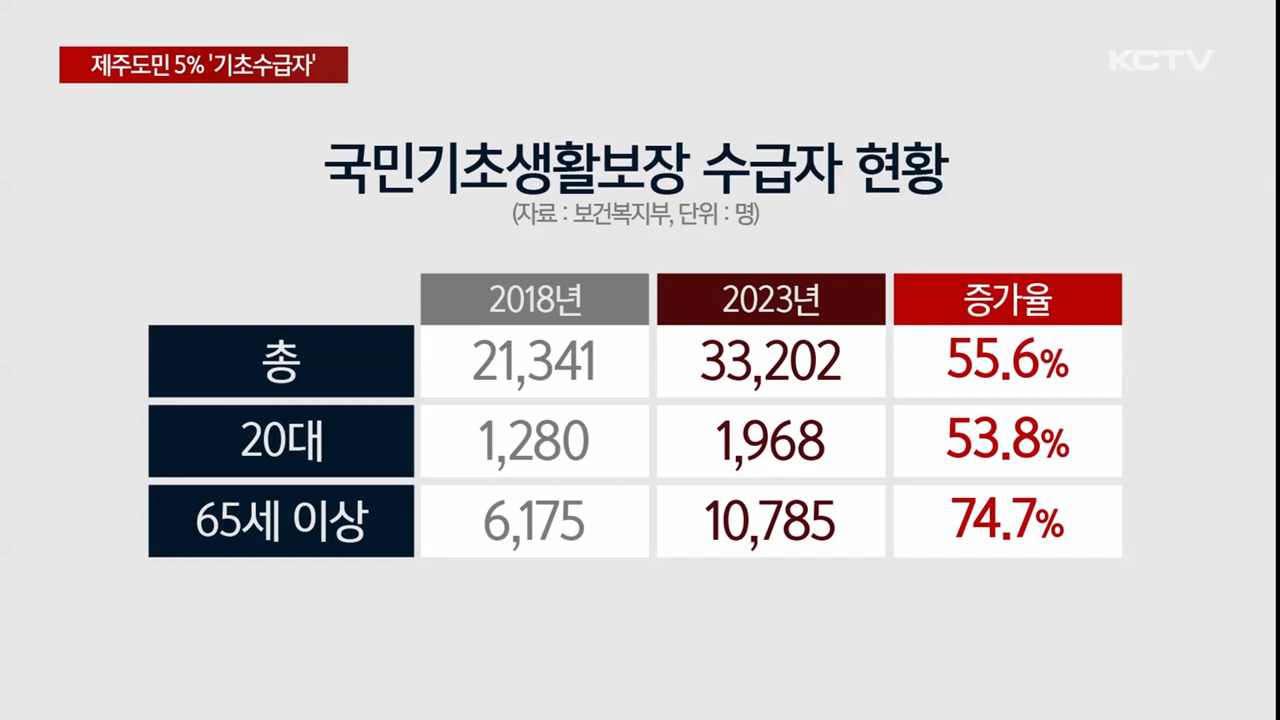 제주도민 5% '기초수급자'
KCTV
국민기초생활보장 수급자 현황
(자료 : 보건복지부, 단위 : 명)
2018년 2023년 증가율
총 21,341 33,202 55.6%
20대 1,280 1,968 53.8%
65세 이상 6,175 10,785 74.7%